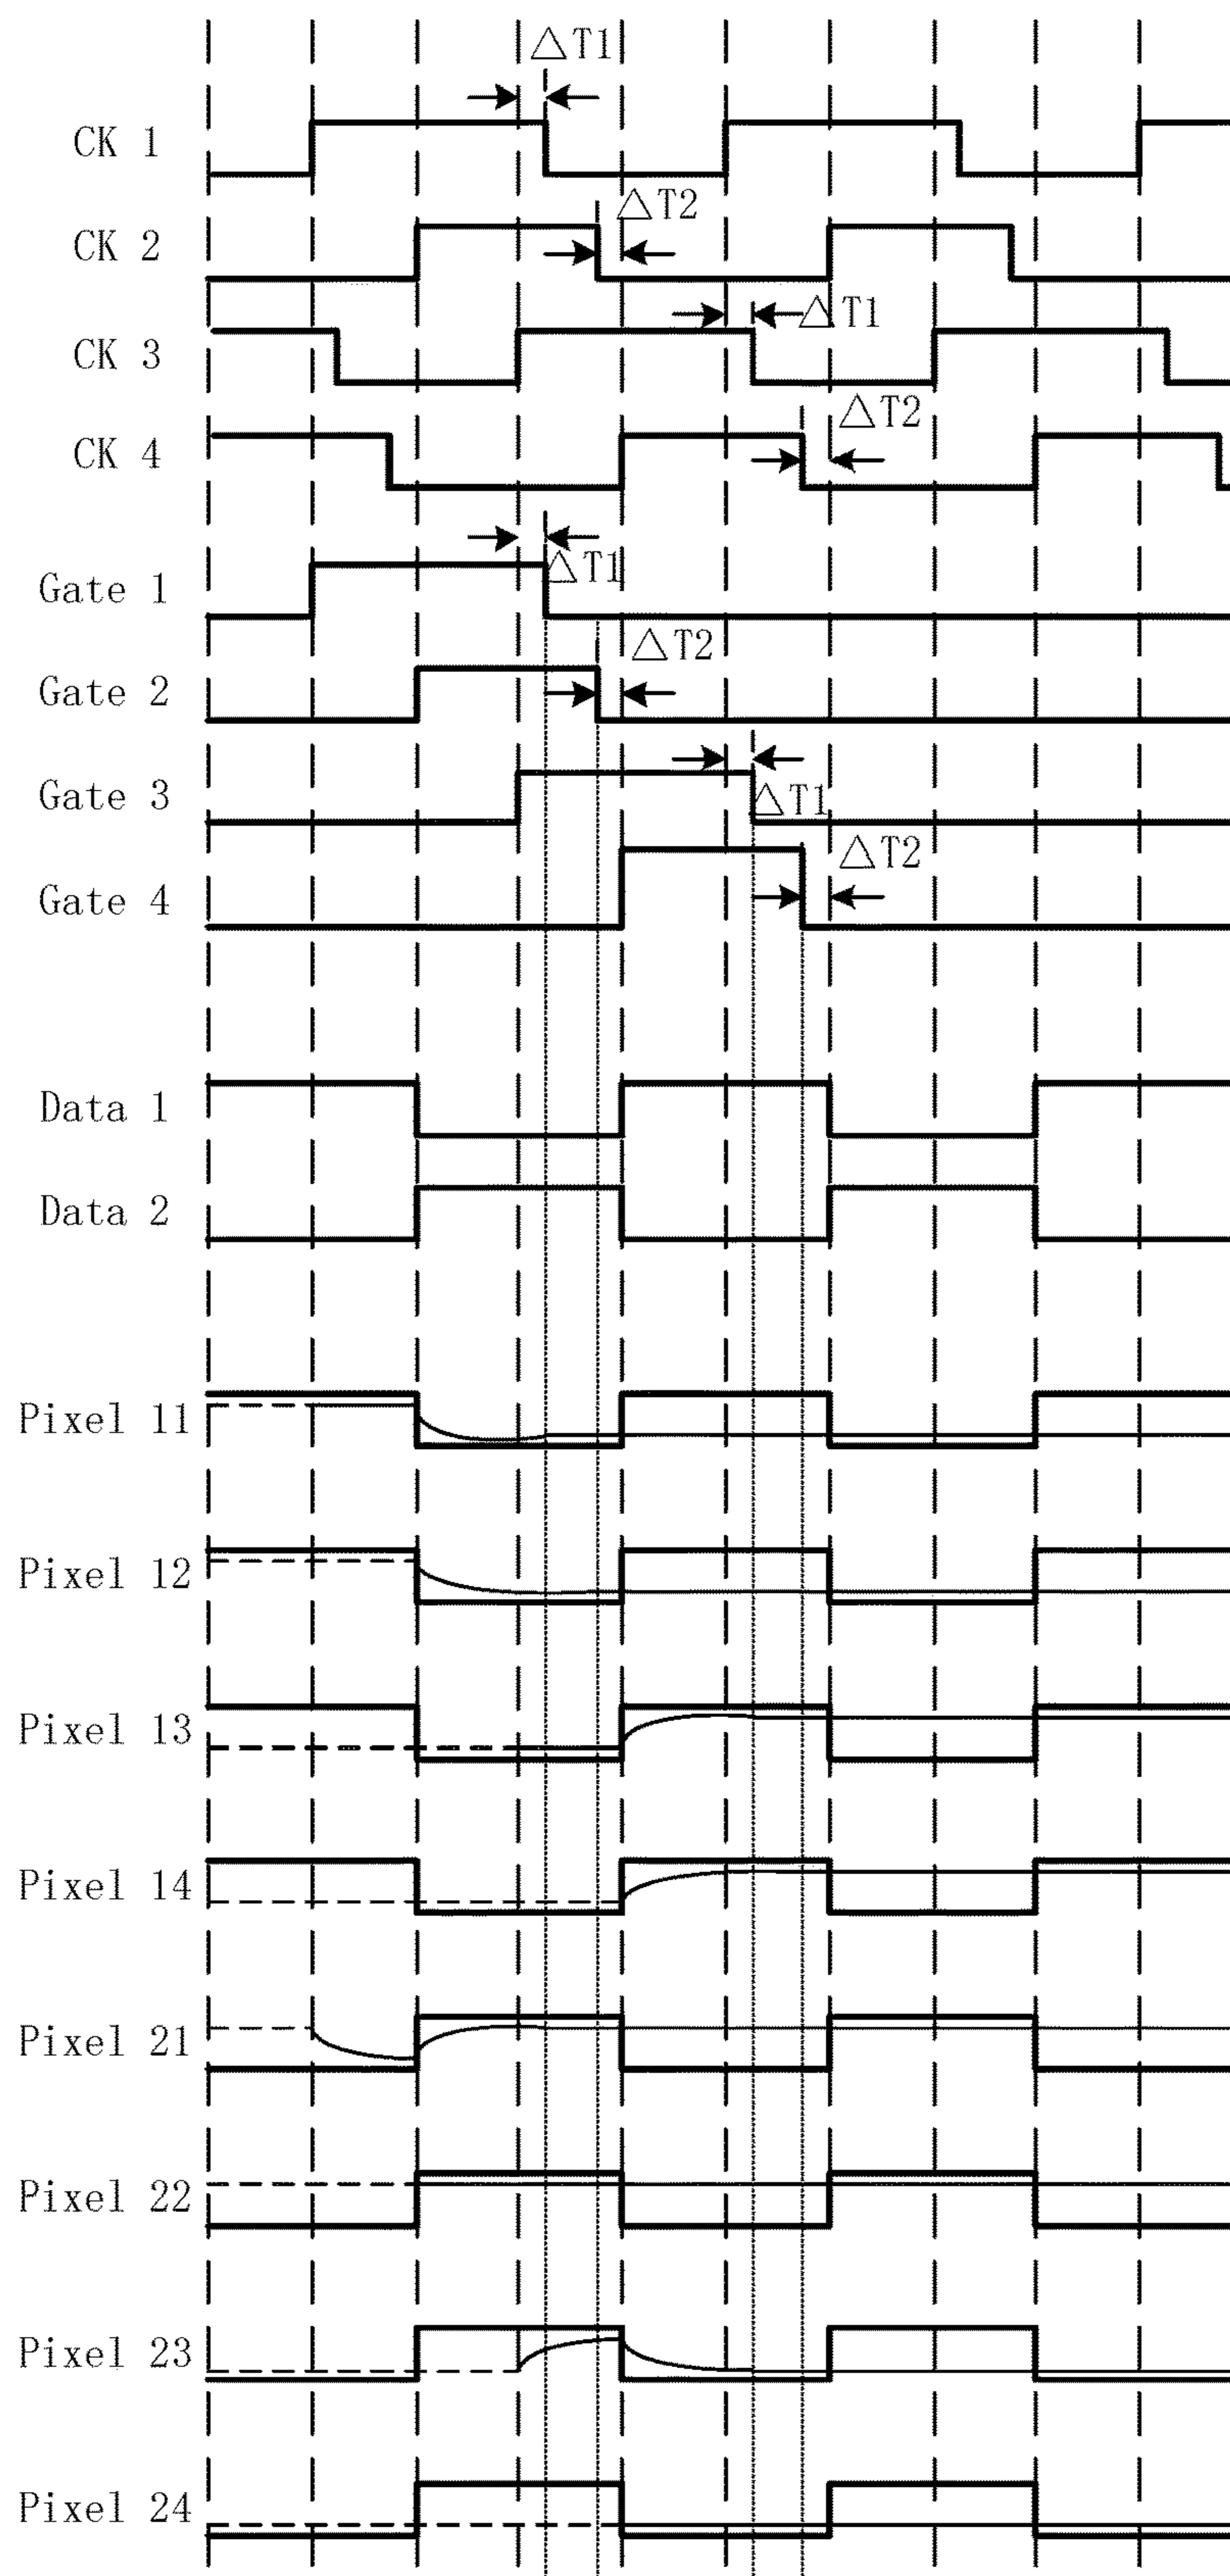 △T1
CK 1
△T2
CK 2
△T1
CK 3
△T2
CK 4
△T1
Gate 1
△T2
Gate 2
△T1
Gate 3
△T2
Gate 4
Data 1
Data 2
Pixel 11
Pixel 12
Pixel 13
Pixel 14
Pixel 21
Pixel 22
Pixel 23
Pixel 24